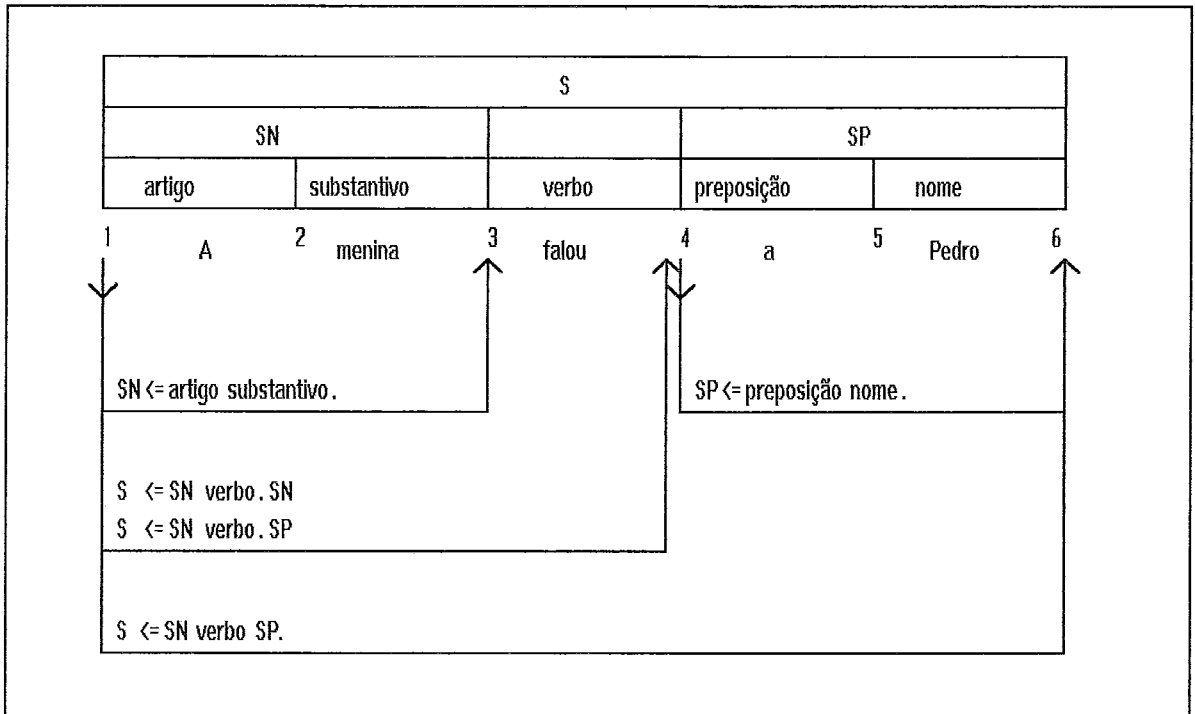 S
SN SP
artigo substantivo verbo preposição nome
1 A 2 menina 3 falou 4 a 5 Pedro 6
SN <= artigo substantivo. SP <= preposição nome.
S <= SN verbo. SN
S <= SN verbo. SP
S <= SN verbo SP.